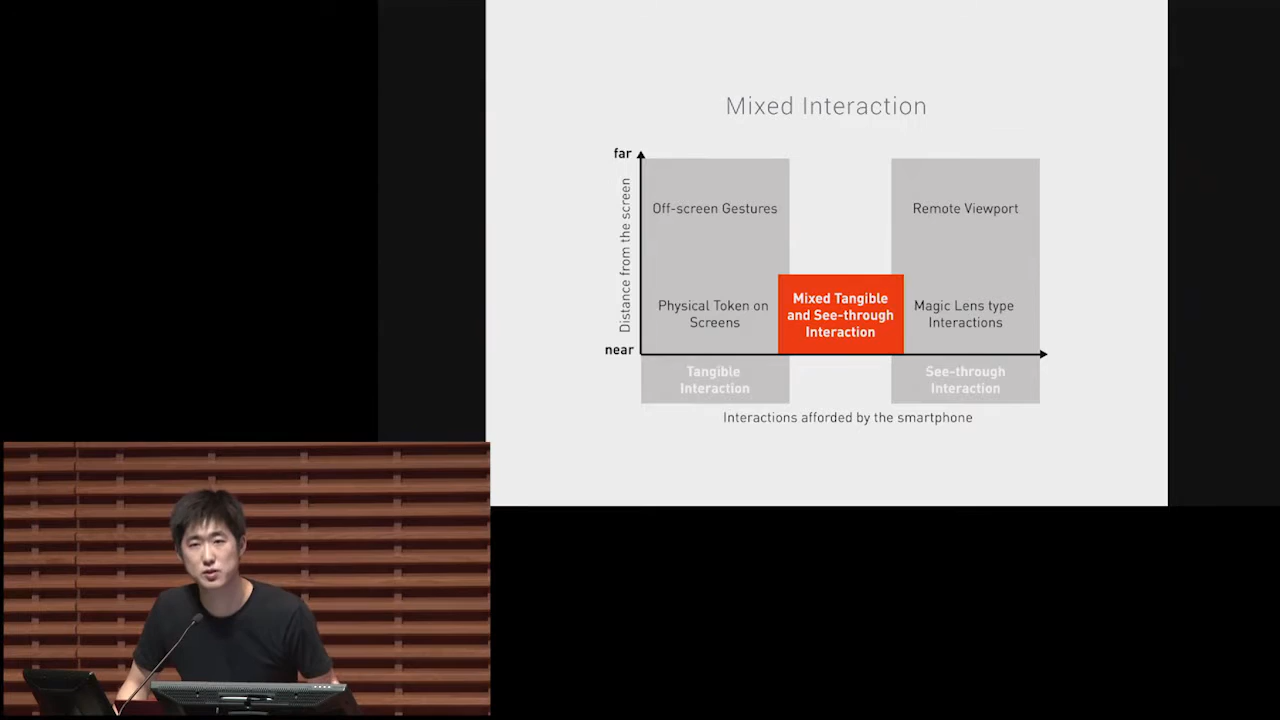 Mixed Interaction
far
Distance from the screen
near
Off-screen Gestures
Remote Viewport
Physical Token on
Screens
Mixed Tangible
and See-through
Interaction
Magic Lens type
Interactions
Tangible
Interaction
See-through
Interaction
Interactions afforded by the smartphone